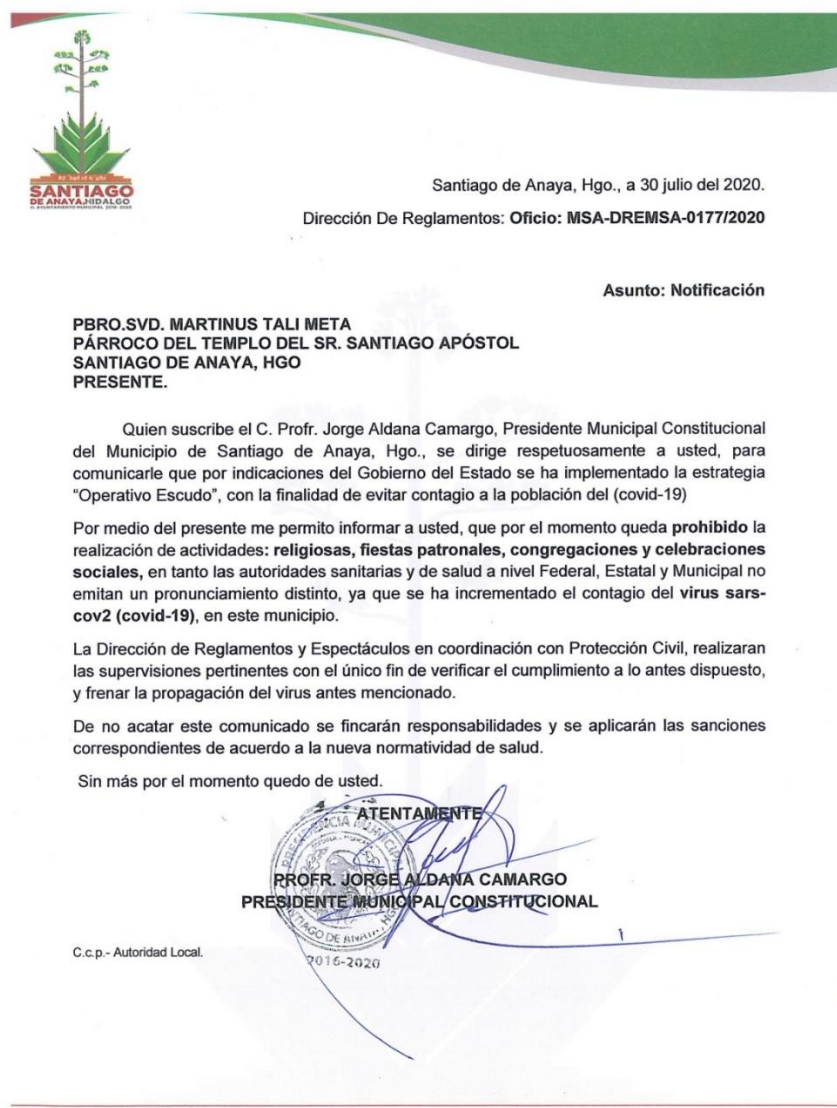 SANTIAGO
DE ANAYA, HIDALGO
Santiago de Anaya, Hgo., a 30 julio del 2020.
Dirección De Reglamentos: Oficio: MSA-DREMSA-0177/2020
Asunto: Notificación
PBRO.SVD. MARTINUS TALI META
PÁRROCO DEL TEMPLO DEL SR. SANTIAGO APÓSTOL
SANTIAGO DE ANAYA, HGO
PRESENTE.
Quien suscribe el C. Profr. Jorge Aldana Camargo, Presidente Municipal Constitucional
del Municipio de Santiago de Anaya, Hgo., se dirige respetuosamente a usted, para
comunicarle que por indicaciones del Gobierno del Estado se ha implementado la estrategia
“Operativo Escudo”, con la finalidad de evitar contagio a la población del (covid-19)
Por medio del presente me permito informar a usted, que por el momento queda prohibido la
realización de actividades: religiosas, fiestas patronales, congregaciones y celebraciones
sociales, en tanto las autoridades sanitarias y de salud a nivel Federal, Estatal y Municipal no
emitan un pronunciamiento distinto, ya que se ha incrementado el contagio del virus sars-
cov2 (covid-19), en este municipio.
La Dirección de Reglamentos y Espectáculos en coordinación con Protección Civil, realizaran
las supervisiones pertinentes con el único fin de verificar el cumplimiento a lo antes dispuesto,
y frenar la propagación del virus antes mencionado.
De no acatar este comunicado se fincarán responsabilidades y se aplicarán las sanciones
correspondientes de acuerdo a la nueva normatividad de salud.
Sin más por el momento quedo de usted.
ATENTAMENTE
PRESIDENCIA MUNICIPAL
PROFR. JORGE ALDANA CAMARGO
PRESIDENTE MUNICIPAL CONSTITUCIONAL
SANTIAGO DE ANAYA, HGO
C.c.p.- Autoridad Local.
2016-2020